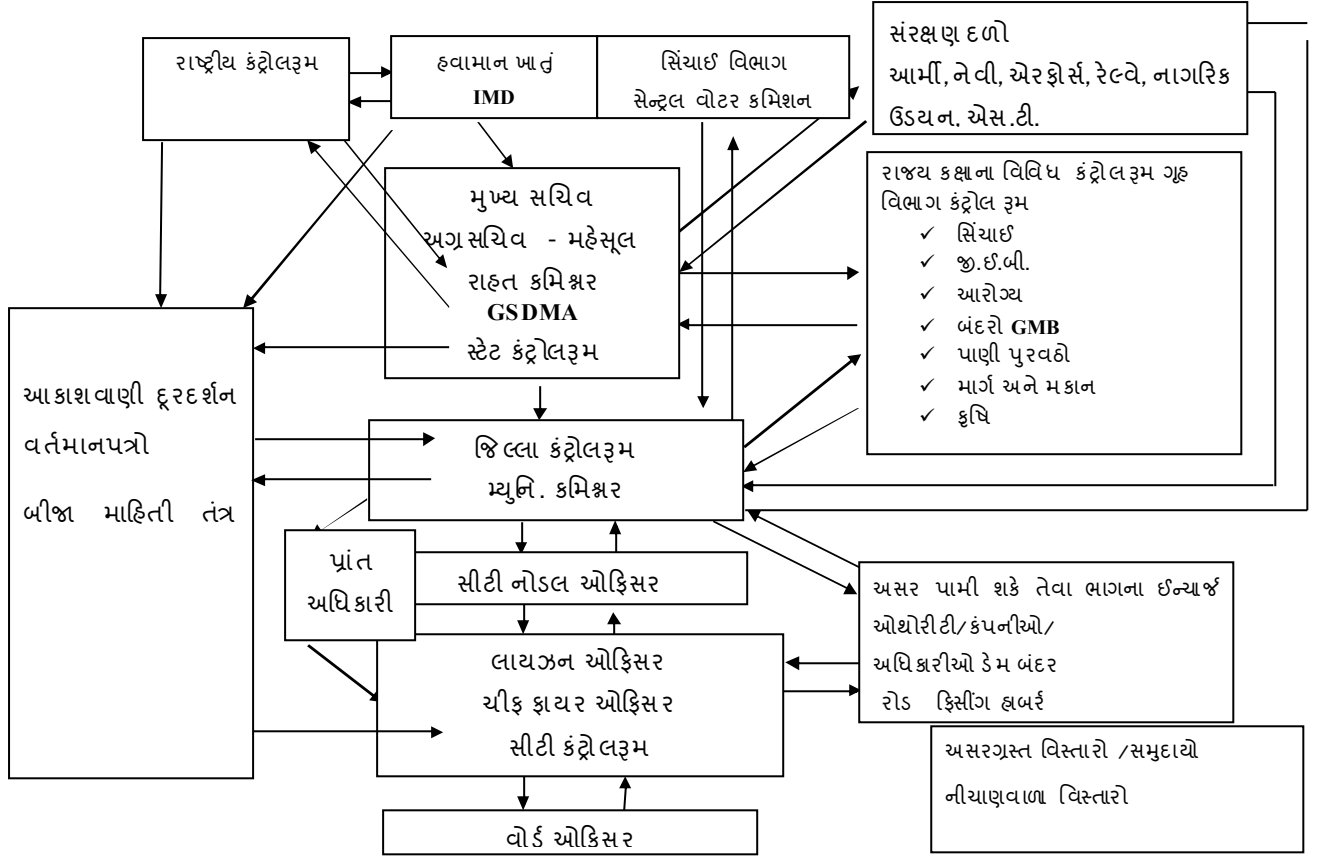 રાષ્ટ્રીય કંટ્રોલરૂમ
હવામાન ખાતું
IMD
સિંચાઈ વિભાગ
સેન્ટ્રલ વોટર કમિશન
સંરક્ષણ દળો
આર્મી, નેવી, એરફોર્સ, રેલ્વે, નાગરિક
ઉડયન, એસ.ટી.
મુખ્ય સચિવ
અગ્રસચિવ - મહેસૂલ
રાહત કમિશ્નર
GSDMA
સ્ટેટ કંટ્રોલરૂમ
રાજય કક્ષાના વિવિધ કંટ્રોલરૂમ ગૃહ
વિભાગ કંટ્રોલ રૂમ
✓ સિંચાઈ
✓ જી.ઈ.બી.
✓ આરોગ્ય
✓ બંદરો GMB
✓ પાણી પુરવઠો
✓ માર્ગ અને મકાન
✓ કૃષિ
આકાશવાણી દૂરદર્શન
વર્તમાનપત્રો
બીજા માહિતી તંત્ર
જિલ્લા કંટ્રોલરૂમ
મ્યુનિ. કમિશ્નર
પ્રાંત
અધિકારી
સીટી નોડલ ઓફિસર
લાયઝન ઓફિસર
ચીફ ફાયર ઓફિસર
સીટી કંટ્રોલરૂમ
વોર્ડ ઓફિસર
અસર પામી શકે તેવા ભાગના ઈન્ચાર્જ
ઓથોરીટી/કંપનીઓ/
અધિકારીઓ ડેમ બંદર
રોડ ફિસીંગ હાબર્ર
અસરગ્રસ્ત વિસ્તારો /સમુદાયો
નીચાણવાળા વિસ્તારો